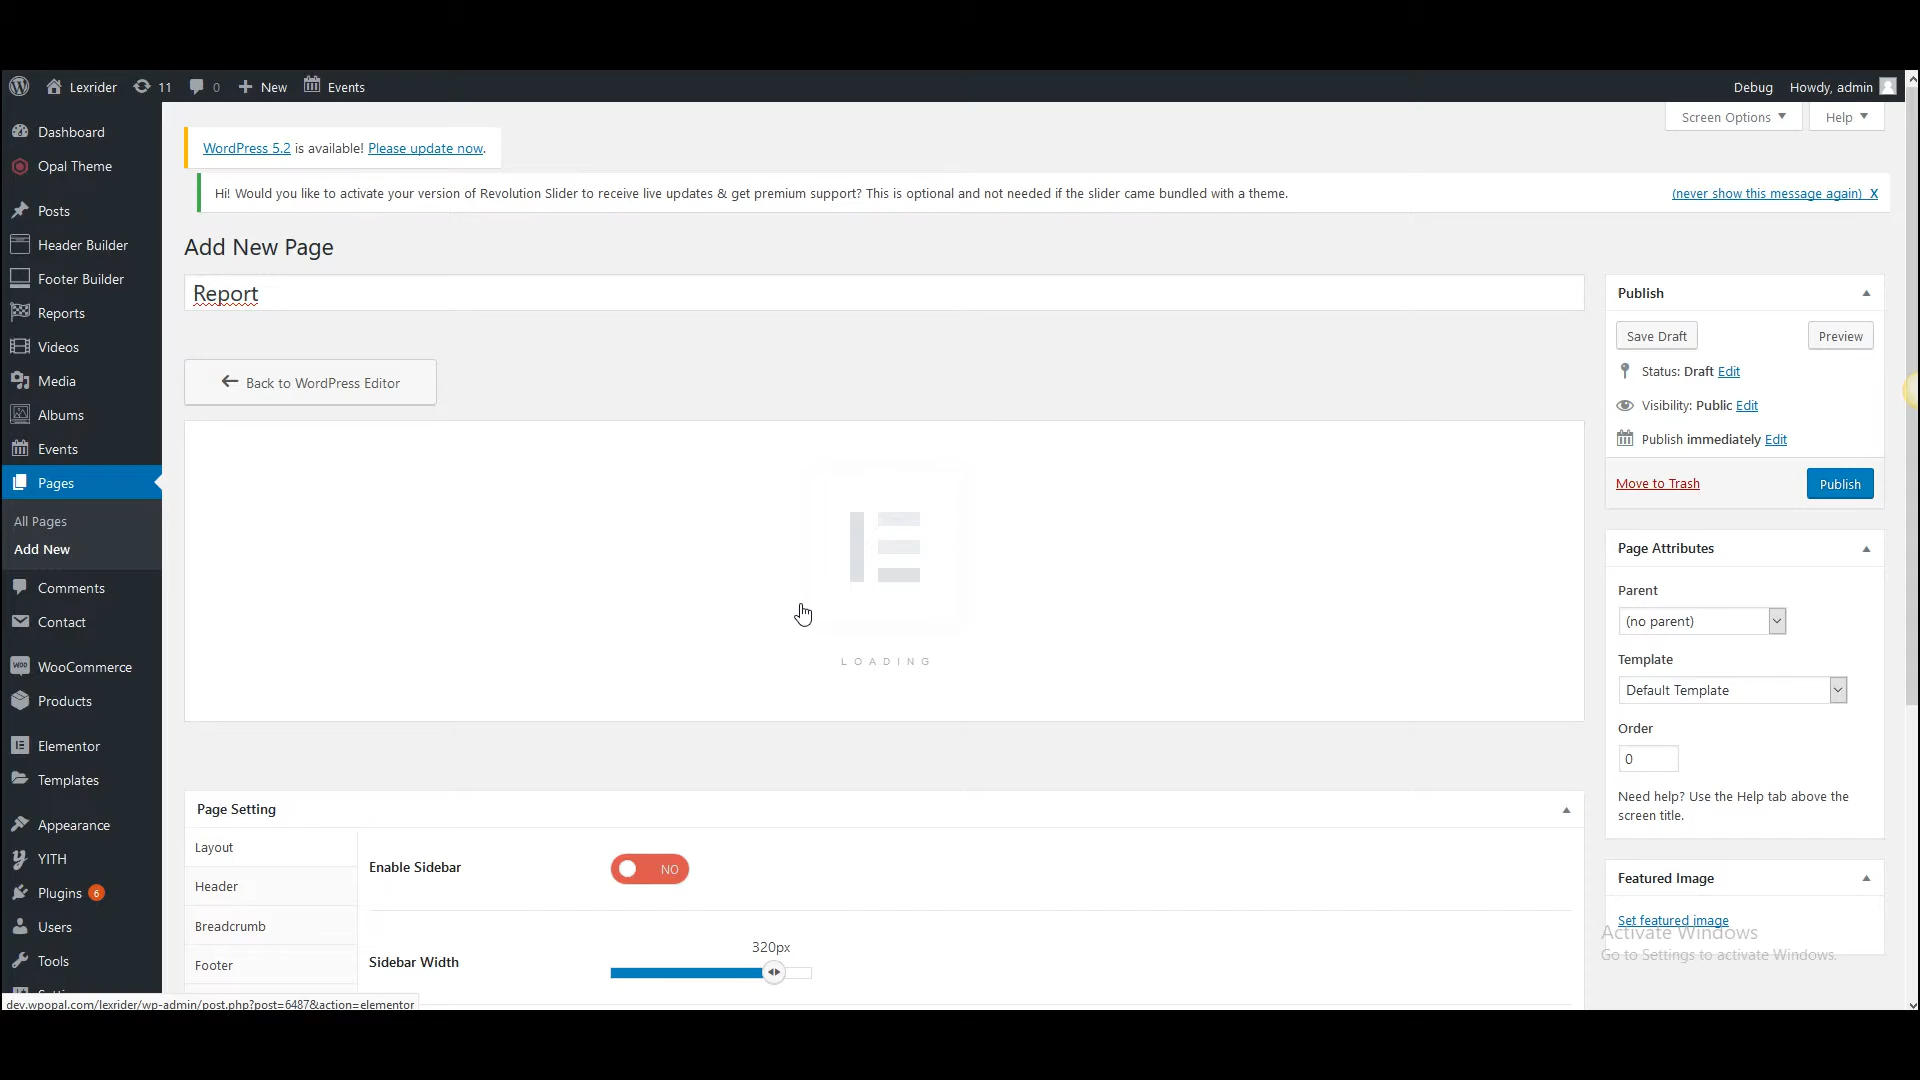 Lexrider 11 0 New Events Debug Howdy, admin
Screen Options Help
Dashboard
Opal Theme
Posts
Header Builder
Footer Builder
Reports
Videos
Media
Albums
Events
Pages
All Pages
Add New
Comments
Contact
WooCommerce
Products
Elementor
Templates
Appearance
YITH
Plugins 6
Users
Tools
WordPress 5.2 is available! Please update now.
Hi! Would you like to activate your version of Revolution Slider to receive live updates & get premium support? This is optional and not needed if the slider came bundled with a theme.
(never show this message again) X
Add New Page
Report
Back to WordPress Editor
LOADING
Page Setting
Layout
Header
Breadcrumb
Footer
Enable Sidebar NO
320px
Sidebar Width
Publish
Save Draft Preview
Status: Draft Edit
Visibility: Public Edit
Publish immediately Edit
Move to Trash Publish
Page Attributes
Parent
(no parent)
Template
Default Template
Order
0
Need help? Use the Help tab above the
screen title.
Featured Image
Set featured image
Activate Windows
Go to Settings to activate Windows.
dev.wpopal.com/lexrider/wp-admin/post.php?post=6487&action=elementor